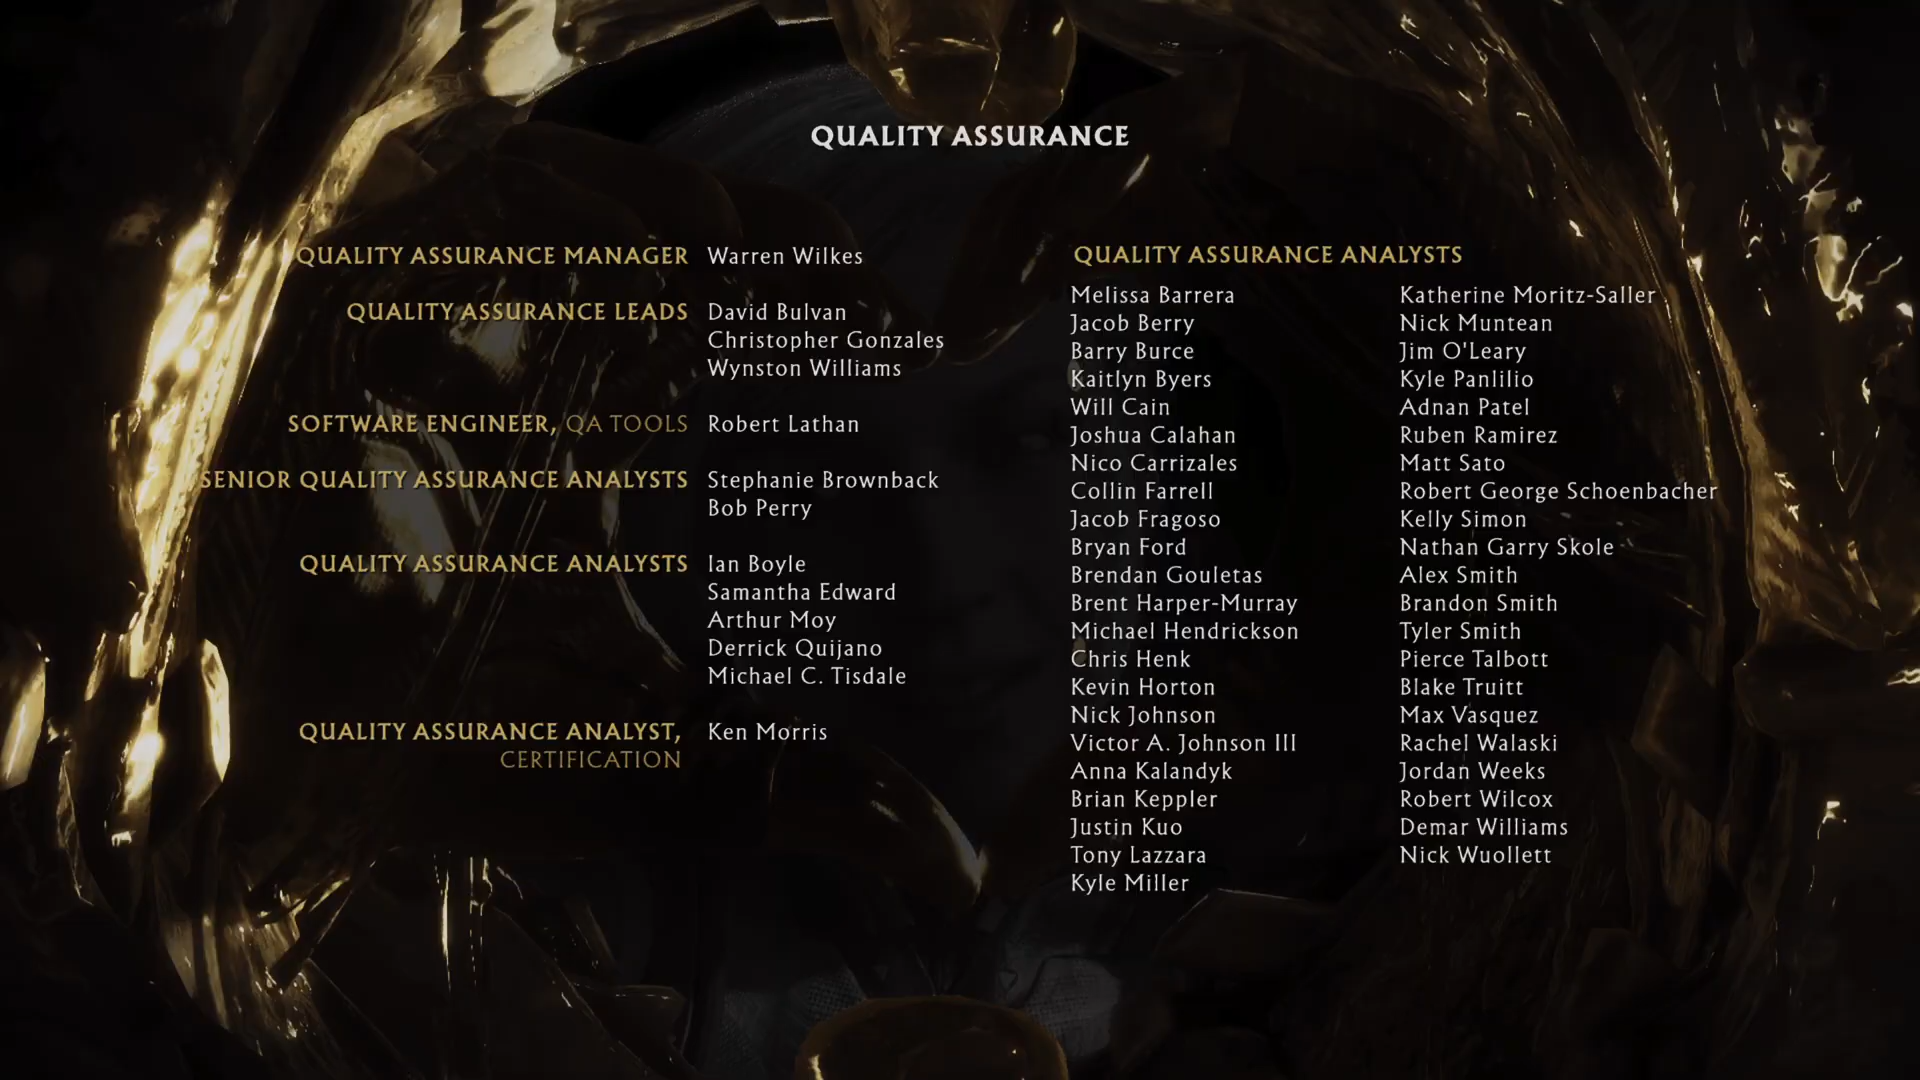 QUALITY ASSURANCE
QUALITY ASSURANCE MANAGER Warren Wilkes
QUALITY ASSURANCE LEADS David Bulvan
Christopher Gonzales
Wynston Williams
SOFTWARE ENGINEER, QA TOOLS Robert Lathan
SENIOR QUALITY ASSURANCE ANALYSTS Stephanie Brownback
Bob Perry
QUALITY ASSURANCE ANALYSTS Ian Boyle
Samantha Edward
Arthur Moy
Derrick Quijano
Michael C. Tisdale
QUALITY ASSURANCE ANALYST, Ken Morris
CERTIFICATION
QUALITY ASSURANCE ANALYSTS
Melissa Barrera
Jacob Berry
Barry Burce
Kaitlyn Byers
Will Cain
Joshua Calahan
Nico Carrizales
Collin Farrell
Jacob Fragoso
Bryan Ford
Brendan Gouletas
Brent Harper-Murray
Michael Hendrickson
Chris Henk
Kevin Horton
Nick Johnson
Victor A. Johnson III
Anna Kalandyk
Brian Keppler
Justin Kuo
Tony Lazzara
Kyle Miller
Katherine Moritz-Saller
Nick Muntean
Jim O'Leary
Kyle Panlilio
Adnan Patel
Ruben Ramirez
Matt Sato
Robert George Schoenbacher
Kelly Simon
Nathan Garry Skole
Alex Smith
Brandon Smith
Tyler Smith
Pierce Talbott
Blake Truitt
Max Vasquez
Rachel Walaski
Jordan Weeks
Robert Wilcox
Demar Williams
Nick Wuollett